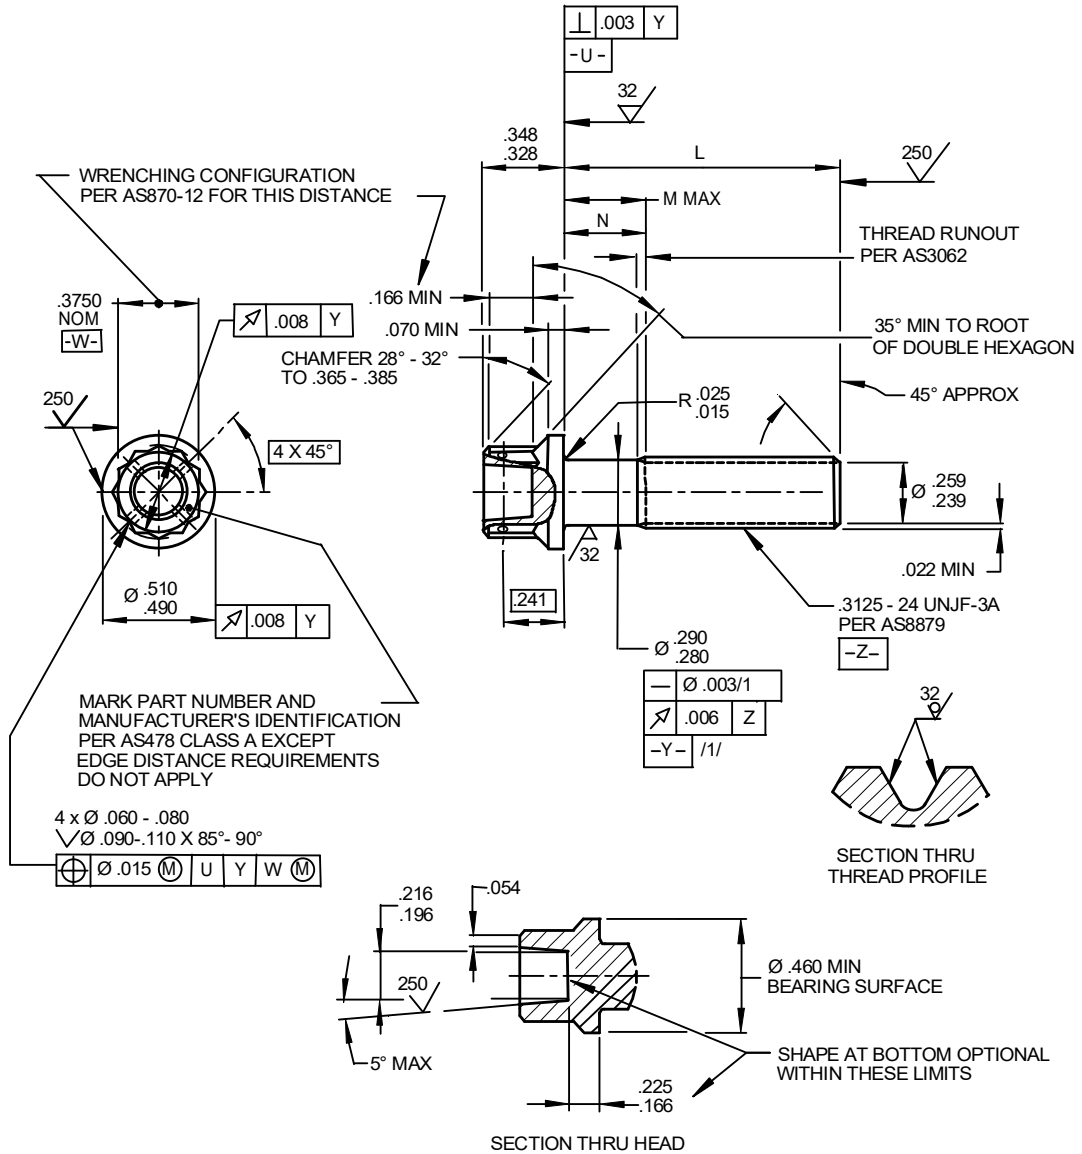 ⊥ .003 Y
-U-
32
.348
.328
L
250
WRENCHING CONFIGURATION
PER AS870-12 FOR THIS DISTANCE
M MAX
N
THREAD RUNOUT
PER AS3062
.3750
NOM
-W-
↗ .008 Y
.166 MIN
.070 MIN
35° MIN TO ROOT
OF DOUBLE HEXAGON
CHAMFER 28° - 32°
TO .365 - .385
250
R .025
.015
45° APPROX
4 X 45°
Ø .259
.239
32
.022 MIN
Ø .510
.490
.241
↗ .008 Y
.3125 - 24 UNJF-3A
PER AS8879
-Z-
Ø .290
.280
— Ø .003/1
↗ .006 Z
-Y- /1/
MARK PART NUMBER AND
MANUFACTURER'S IDENTIFICATION
PER AS478 CLASS A EXCEPT
EDGE DISTANCE REQUIREMENTS
DO NOT APPLY
32
4 x Ø .060 - .080
Ø .090-.110 X 85°- 90°
⌖ Ø .015 Ⓜ U Y W Ⓜ
SECTION THRU
THREAD PROFILE
.216
.196
.054
250
Ø .460 MIN
BEARING SURFACE
5° MAX
SHAPE AT BOTTOM OPTIONAL
WITHIN THESE LIMITS
.225
.166
SECTION THRU HEAD